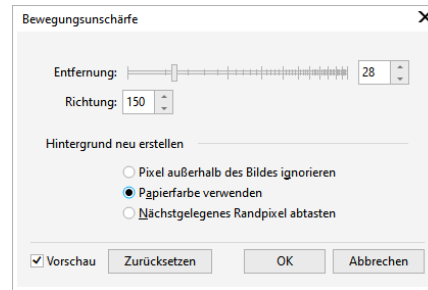 Bewegungsunschärfe
Entfernung: 28
Richtung: 150
Hintergrund neu erstellen
Pixel außerhalb des Bildes ignorieren
Papierfarbe verwenden
Nächstgelegenes Randpixel abtasten
Vorschau Zurücksetzen OK Abbrechen